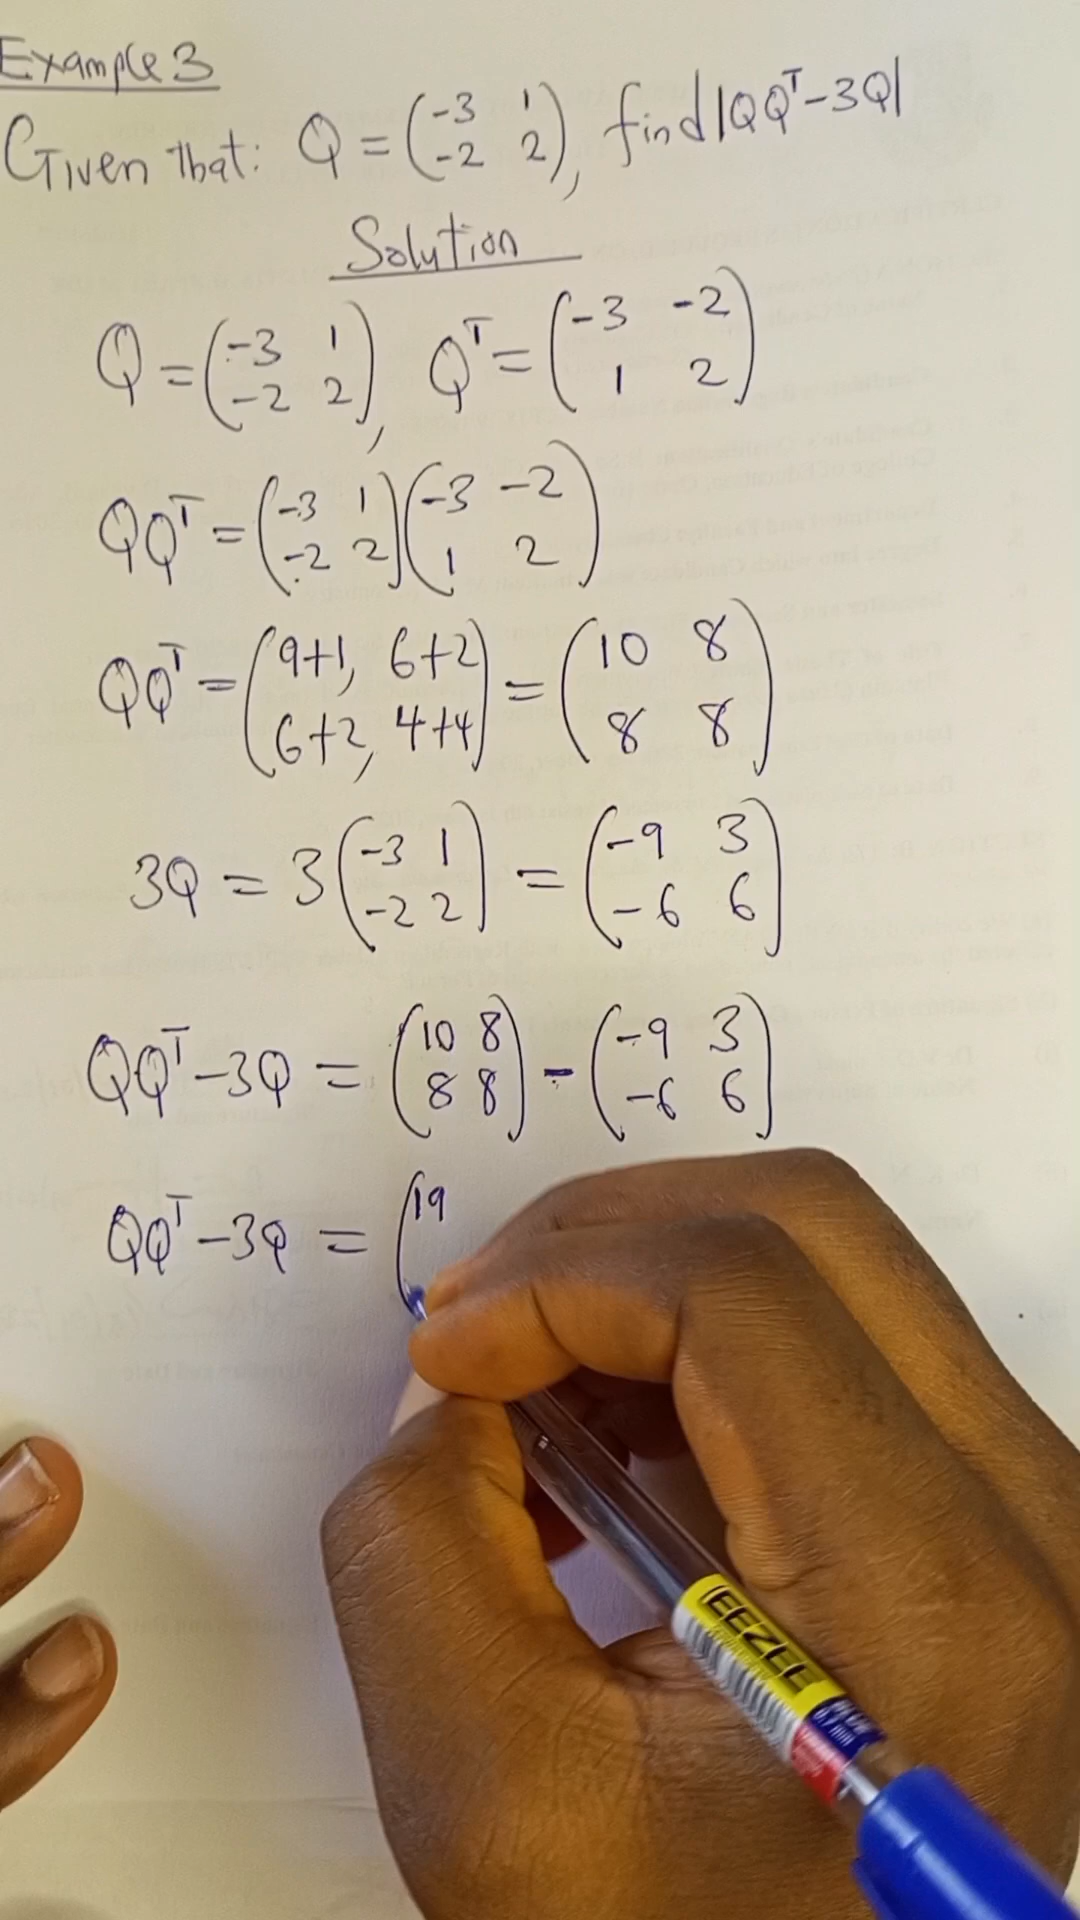 Example 3
Given that: Q = (-3 1 / -2 2), find |QQᵀ-3Q|
Solution
Q = (-3 1 / -2 2), Qᵀ = (-3 -2 / 1 2)
QQᵀ = (-3 1 / -2 2)(-3 -2 / 1 2)
QQᵀ = (9+1, 6+2 / 6+2, 4+4) = (10 8 / 8 8)
3Q = 3(-3 1 / -2 2) = (-9 3 / -6 6)
QQᵀ-3Q = (10 8 / 8 8) - (-9 3 / -6 6)
QQᵀ-3Q = (19
EEZEE